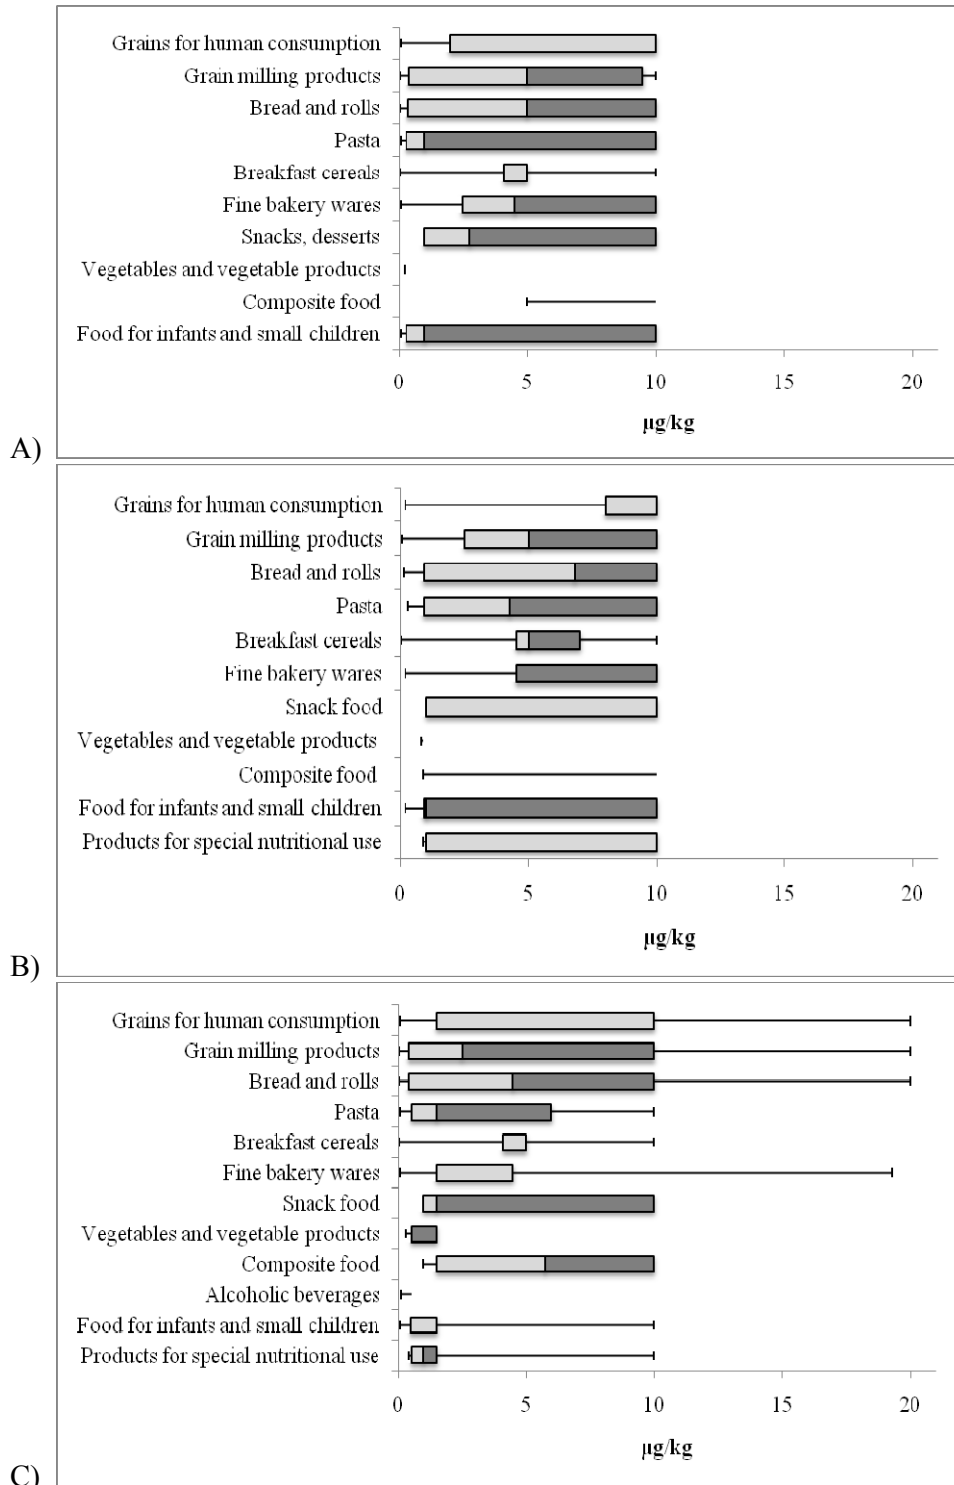 Grains for human consumption
Grain milling products
Bread and rolls
Pasta
Breakfast cereals
Fine bakery wares
Snacks, desserts
Vegetables and vegetable products
Composite food
Food for infants and small children
0 5 10 15 20
µg/kg
A)
Grains for human consumption
Grain milling products
Bread and rolls
Pasta
Breakfast cereals
Fine bakery wares
Snack food
Vegetables and vegetable products
Composite food
Food for infants and small children
Products for special nutritional use
0 5 10 15 20
µg/kg
B)
Grains for human consumption
Grain milling products
Bread and rolls
Pasta
Breakfast cereals
Fine bakery wares
Snack food
Vegetables and vegetable products
Composite food
Alcoholic beverages
Food for infants and small children
Products for special nutritional use
0 5 10 15 20
µg/kg
C)